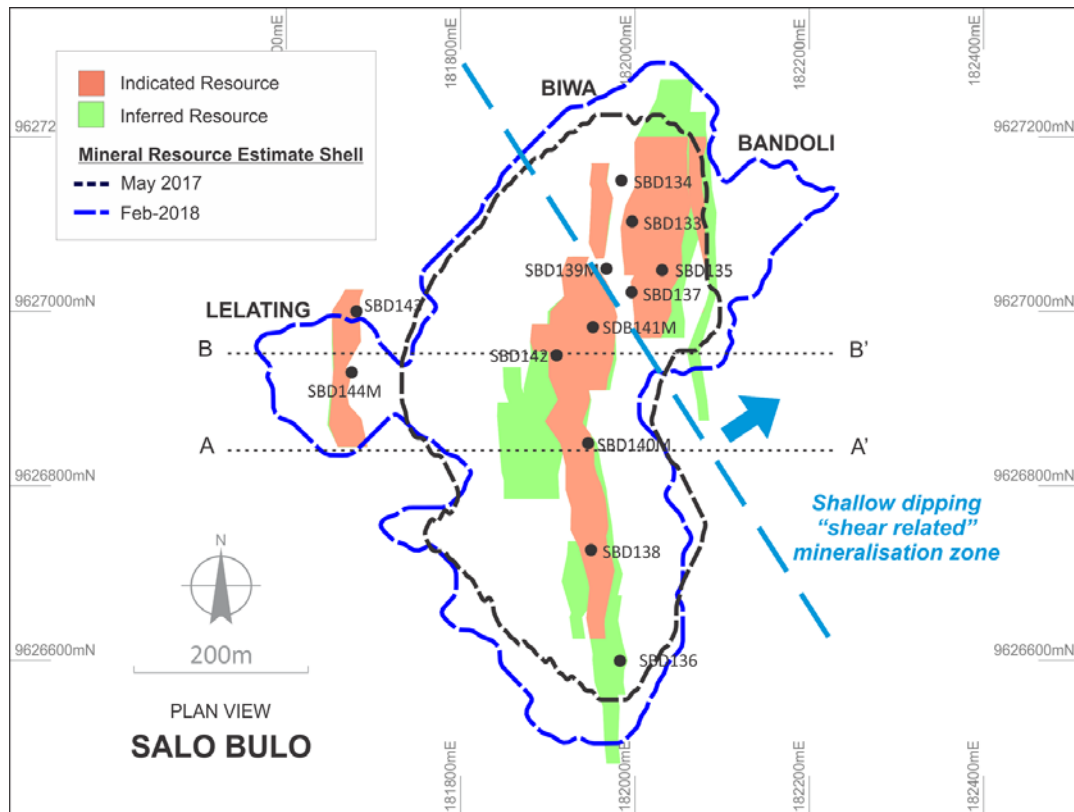 00mE
181800mE
182000mE
182200mE
182400mE
Indicated Resource
Inferred Resource
Mineral Resource Estimate Shell
May 2017
Feb-2018
BIWA
BANDOLI
96272
9627200mN
SBD134
SBD133
SBD139M
SBD135
SBD137
9627000mN
9627000mN
LELATING
SBD143
SDB141M
B
SBD142
B'
SBD144M
A
SBD140M
A'
9626800mN
9626800mN
Shallow dipping
"shear related"
mineralisation zone
SBD138
N
200m
9626600mN
9626600mN
SBD136
PLAN VIEW
SALO BULO
181800mE
182000mE
182200mE
182400mE